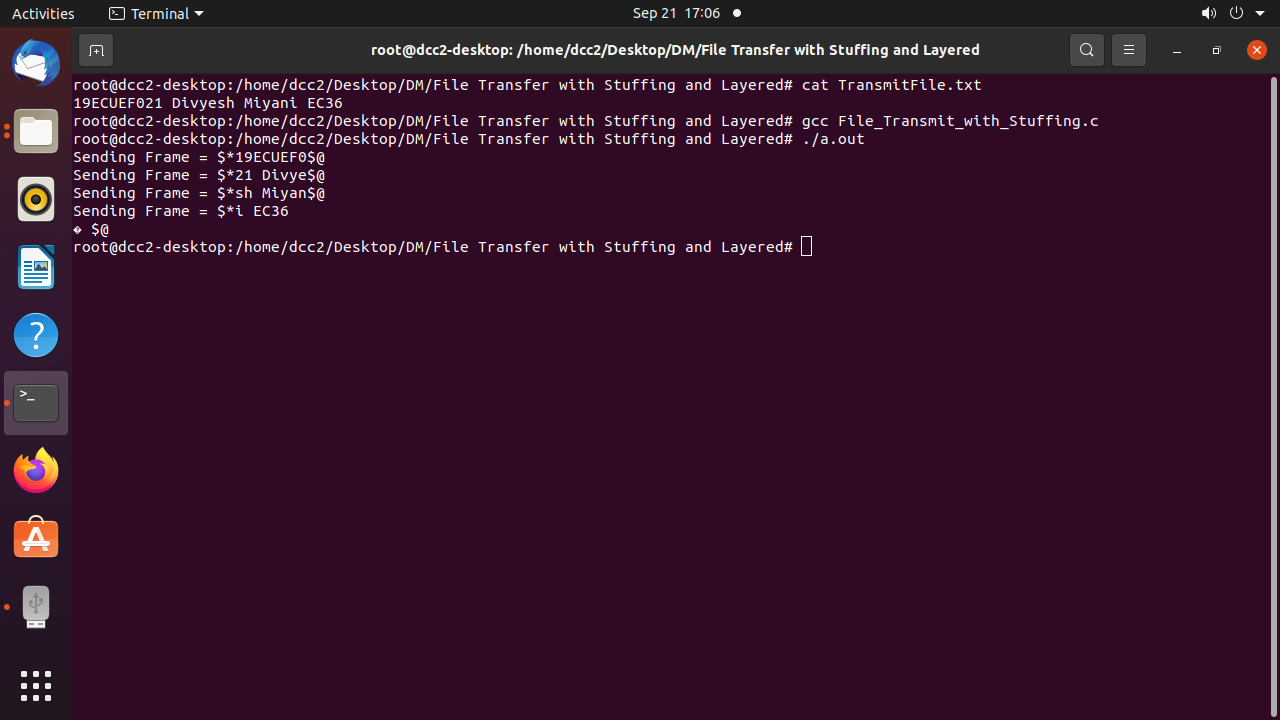 Activities Terminal Sep 21 17:06
root@dcc2-desktop: /home/dcc2/Desktop/DM/File Transfer with Stuffing and Layered
root@dcc2-desktop:/home/dcc2/Desktop/DM/File Transfer with Stuffing and Layered# cat TransmitFile.txt
19ECUEF021 Divyesh Miyani EC36
root@dcc2-desktop:/home/dcc2/Desktop/DM/File Transfer with Stuffing and Layered# gcc File_Transmit_with_Stuffing.c
root@dcc2-desktop:/home/dcc2/Desktop/DM/File Transfer with Stuffing and Layered# ./a.out
Sending Frame = $*19ECUEF0$@
Sending Frame = $*21 Divye$@
Sending Frame = $*sh Miyan$@
Sending Frame = $*i EC36
� $@
root@dcc2-desktop:/home/dcc2/Desktop/DM/File Transfer with Stuffing and Layered#